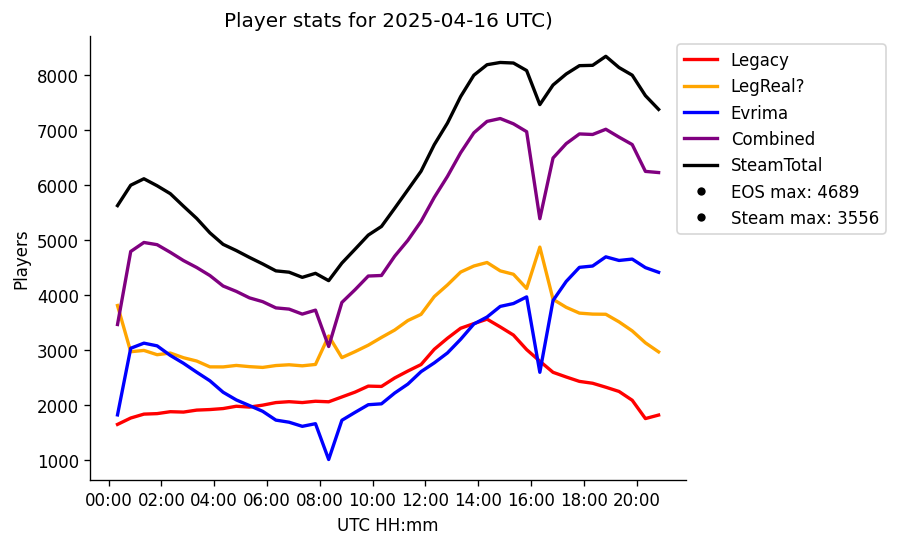 Player stats for 2025-04-16 UTC)
Legacy
LegReal?
Evrima
Combined
SteamTotal
EOS max: 4689
Steam max: 3556
Players
8000
7000
6000
5000
4000
3000
2000
1000
00:00 02:00 04:00 06:00 08:00 10:00 12:00 14:00 16:00 18:00 20:00
UTC HH:mm